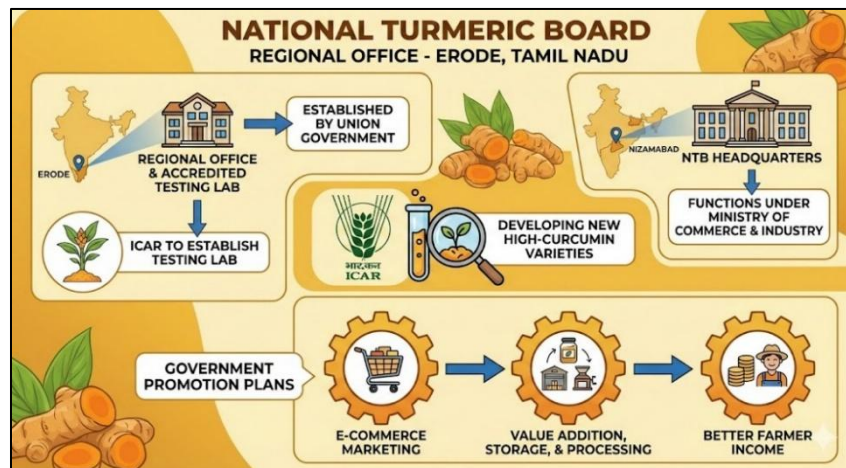 NATIONAL TURMERIC BOARD
REGIONAL OFFICE - ERODE, TAMIL NADU
ERODE
REGIONAL OFFICE
& ACCREDITED
TESTING LAB
ESTABLISHED
BY UNION
GOVERNMENT
ICAR TO ESTABLISH
TESTING LAB
NIZAMABAD
NTB HEADQUARTERS
FUNCTIONS UNDER
MINISTRY OF
COMMERCE & INDUSTRY
ICAR
DEVELOPING NEW
HIGH-CURCUMIN
VARIETIES
GOVERNMENT
PROMOTION PLANS
E-COMMERCE
MARKETING
VALUE ADDITION,
STORAGE, & PROCESSING
BETTER FARMER
INCOME